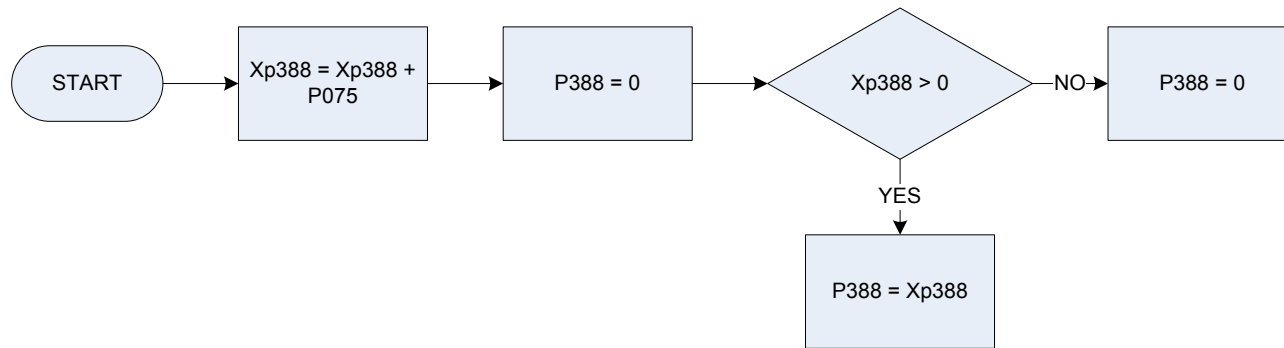 START
Xp388 = Xp388 +
P075
P388 = 0
Xp388 > 0
NO
P388 = 0
YES
P388 = Xp388